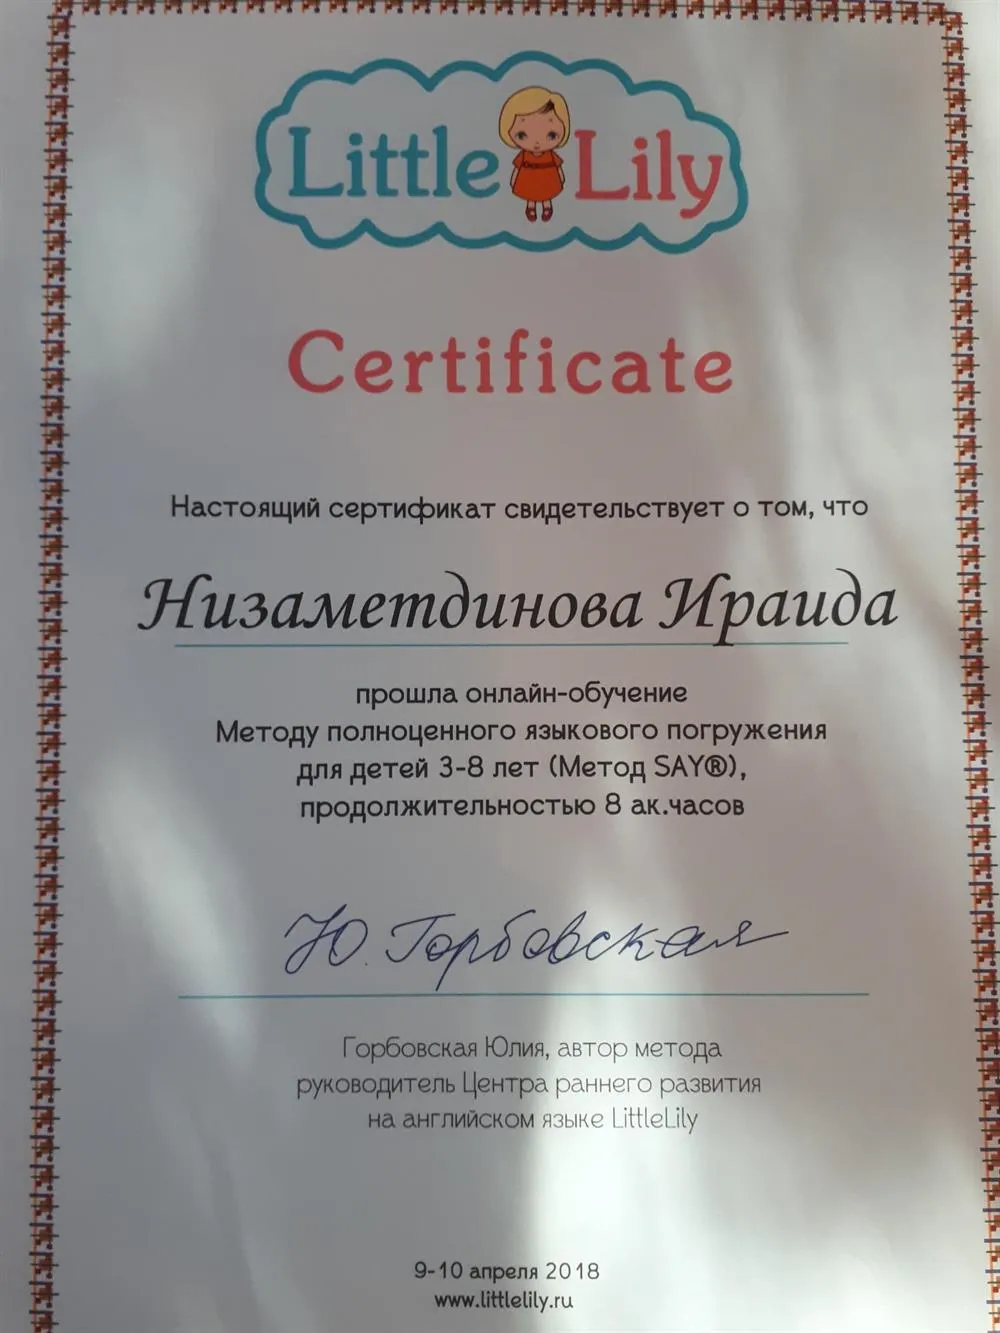 Little Lily
Certificate
Настоящий сертификат свидетельствует о том, что
Низаметдинова Ираида
прошла онлайн-обучение
Методу полноценного языкового погружения
для детей 3-8 лет (Метод SAY®),
продолжительностью 8 ак.часов
Ю. Горбовская
Горбовская Юлия, автор метода
руководитель Центра раннего развития
на английском языке LittleLily
9-10 апреля 2018
www.littlelily.ru